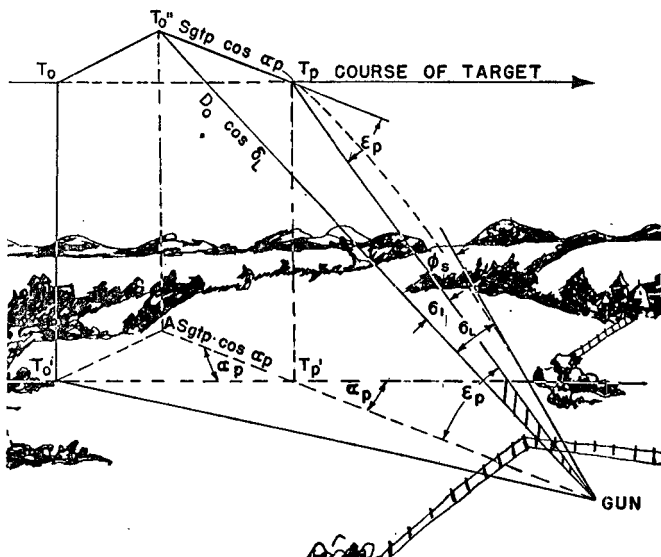 T₀" Sgtp cos αp
T₀
Tp COURSE OF TARGET
D₀ cos δL
εp
ϕs
σ₁
δL
A Sgtp·cos αp
T₀'
αp
Tp'
αp
εp
GUN